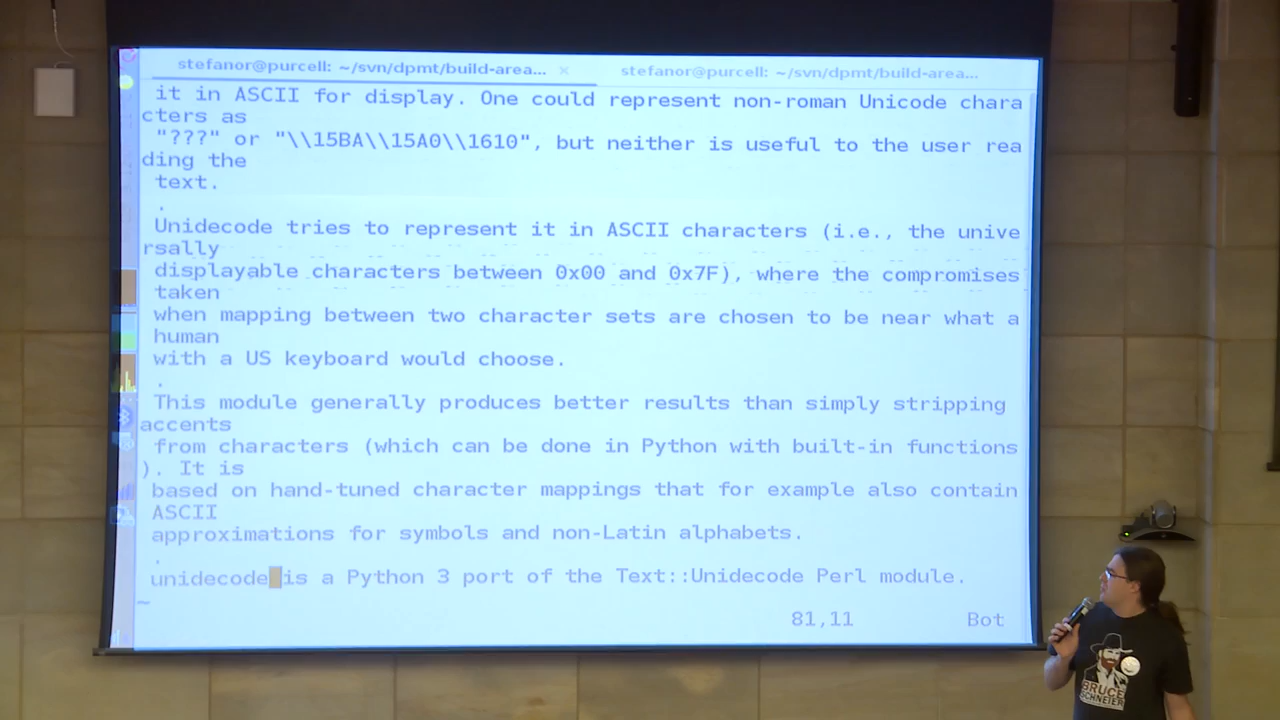 stefanor@purcell: ~/svn/dpmt/build-area... × stefanor@purcell: ~/svn/dpmt/build-area...
it in ASCII for display. One could represent non-roman Unicode chara
cters as
"???" or "\\15BA\\15A0\\1610", but neither is useful to the user rea
ding the
text.
.
Unidecode tries to represent it in ASCII characters (i.e., the unive
rsally
displayable characters between 0x00 and 0x7F), where the compromises
taken
when mapping between two character sets are chosen to be near what a
human
with a US keyboard would choose.
.
This module generally produces better results than simply stripping
accents
from characters (which can be done in Python with built-in functions
). It is
based on hand-tuned character mappings that for example also contain
ASCII
approximations for symbols and non-Latin alphabets.
.
unidecode is a Python 3 port of the Text::Unidecode Perl module.
~
81,11 Bot
BRUCE
SCHNEIER